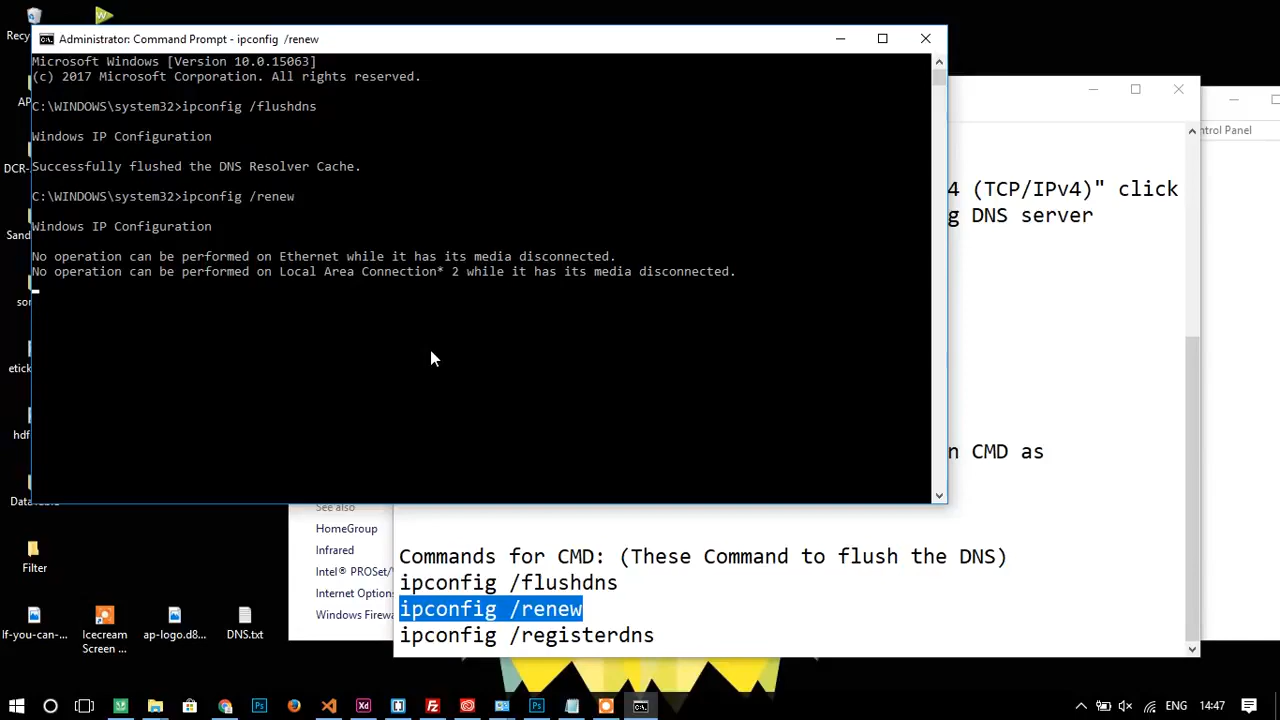 Recy
Administrator: Command Prompt - ipconfig  /renew
Microsoft Windows [Version 10.0.15063]
(c) 2017 Microsoft Corporation. All rights reserved.
C:\WINDOWS\system32>ipconfig /flushdns
Windows IP Configuration
Successfully flushed the DNS Resolver Cache.
C:\WINDOWS\system32>ipconfig /renew
Windows IP Configuration
No operation can be performed on Ethernet while it has its media disconnected.
No operation can be performed on Local Area Connection* 2 while it has its media disconnected.
AP
DCR-
Sand
son
etick
hdf
Data
ntrol Panel
4 (TCP/IPv4)" click
g DNS server
n CMD as
Commands for CMD: (These Command to flush the DNS)
ipconfig /flushdns
ipconfig /renew
ipconfig /registerdns
See also
HomeGroup
Infrared
Intel® PROSet/
Internet Option
Windows Firewa
Filter
If-you-can-...
Icecream
Screen ...
ap-logo.d8...
DNS.txt
ENG
14:47